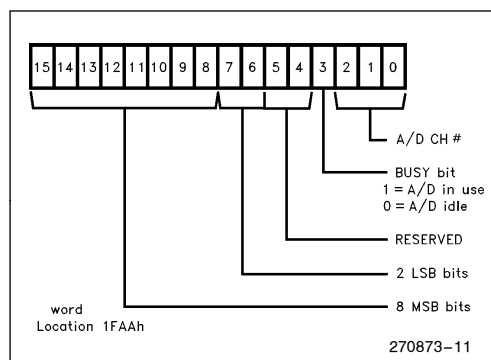 15 14 13 12 11 10 9 8 7 6 5 4 3 2 1 0
A/D CH #
BUSY bit
1 = A/D in use
0 = A/D idle
RESERVED
2 LSB bits
8 MSB bits
word
Location 1FAAh
270873-11